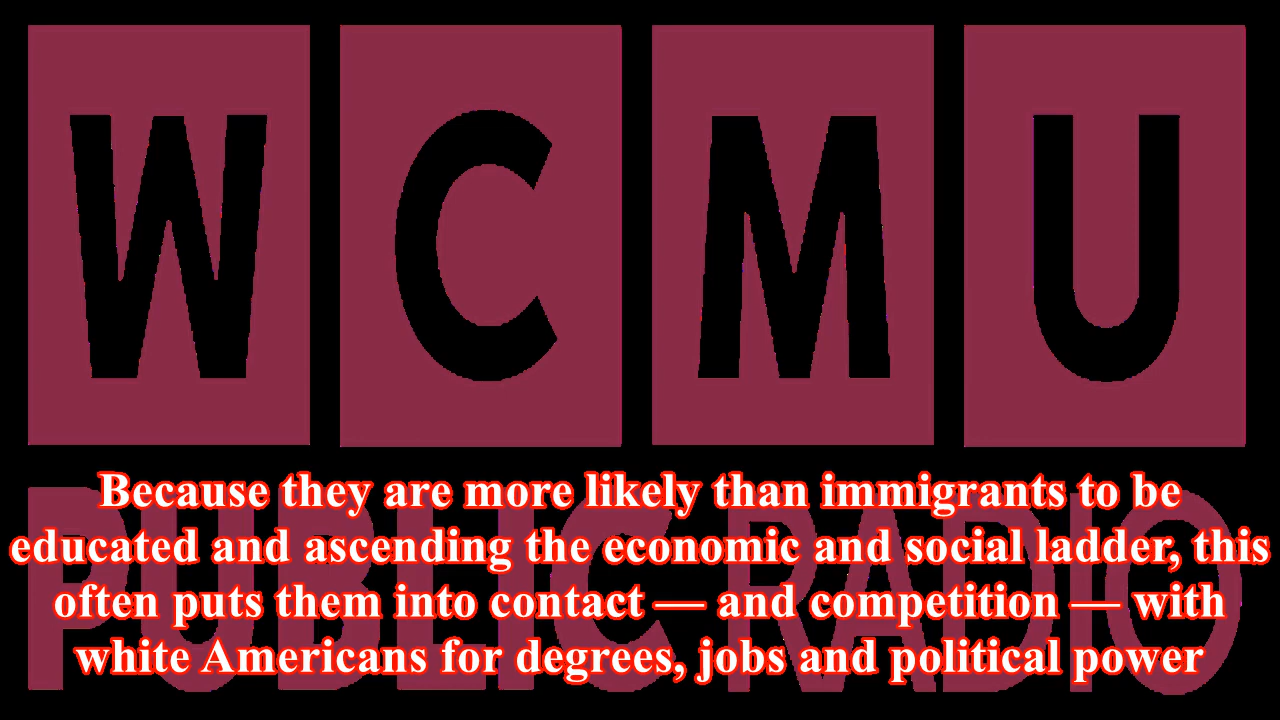 WCMU
PUBLIC RADIO
Because they are more likely than immigrants to be
educated and ascending the economic and social ladder, this
often puts them into contact — and competition — with
white Americans for degrees, jobs and political power